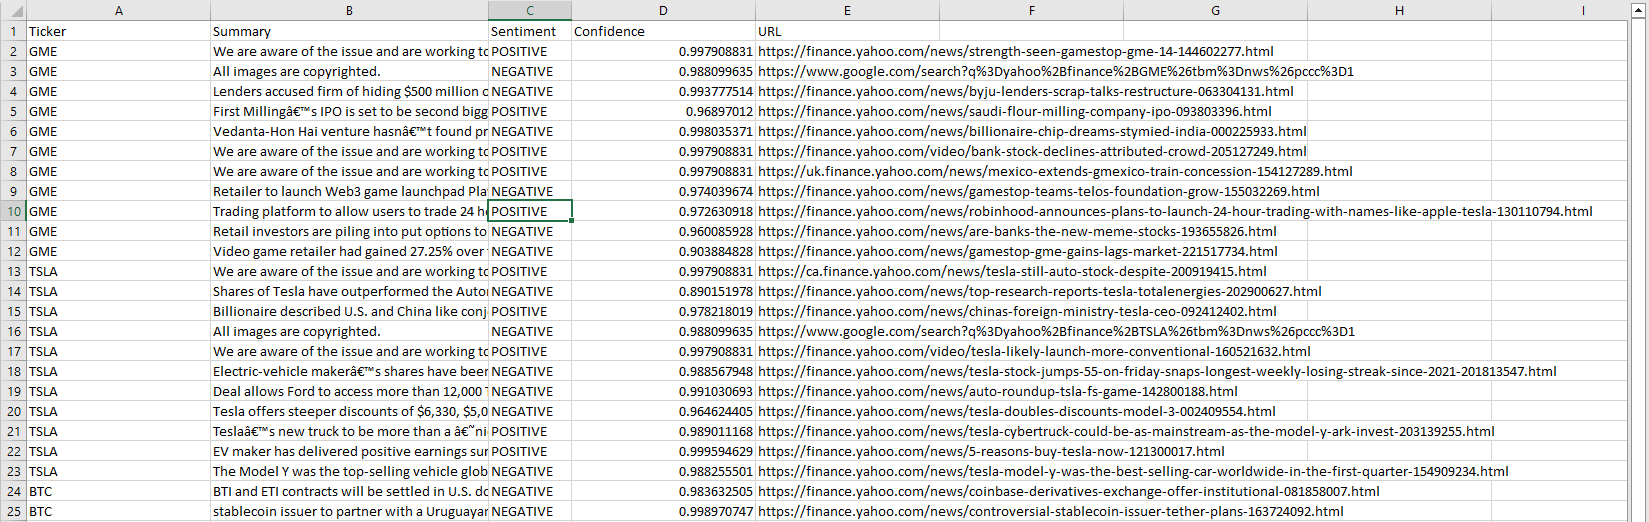 A B C D E F G H I
1 Ticker Summary Sentiment Confidence URL
2 GME We are aware of the issue and are working to POSITIVE 0.997908831 https://finance.yahoo.com/news/strength-seen-gamestop-gme-14-144602277.html
3 GME All images are copyrighted. NEGATIVE 0.988099635 https://www.google.com/search?q%3Dyahoo%2Bfinance%2BGME%26tbm%3Dnws%26pccc%3D1
4 GME Lenders accused firm of hiding $500 million NEGATIVE 0.993777514 https://finance.yahoo.com/news/byju-lenders-scrap-talks-restructure-063304131.html
5 GME First Millingâ€™s IPO is set to be second bigg POSITIVE 0.96897012 https://finance.yahoo.com/news/saudi-flour-milling-company-ipo-093803396.html
6 GME Vedanta-Hon Hai venture hasnâ€™t found pr NEGATIVE 0.998035371 https://finance.yahoo.com/news/billionaire-chip-dreams-stymied-india-000225933.html
7 GME We are aware of the issue and are working to POSITIVE 0.997908831 https://finance.yahoo.com/video/bank-stock-declines-attributed-crowd-205127249.html
8 GME We are aware of the issue and are working to POSITIVE 0.997908831 https://uk.finance.yahoo.com/news/mexico-extends-gmexico-train-concession-154127289.html
9 GME Retailer to launch Web3 game launchpad Pla NEGATIVE 0.974039674 https://finance.yahoo.com/news/gamestop-teams-telos-foundation-grow-155032269.html
10 GME Trading platform to allow users to trade 24 h POSITIVE 0.972630918 https://finance.yahoo.com/news/robinhood-announces-plans-to-launch-24-hour-trading-with-names-like-apple-tesla-130110794.html
11 GME Retail investors are piling into put options to NEGATIVE 0.960085928 https://finance.yahoo.com/news/are-banks-the-new-meme-stocks-193655826.html
12 GME Video game retailer had gained 27.25% over NEGATIVE 0.903884828 https://finance.yahoo.com/news/gamestop-gme-gains-lags-market-221517734.html
13 TSLA We are aware of the issue and are working to POSITIVE 0.997908831 https://ca.finance.yahoo.com/news/tesla-still-auto-stock-despite-200919415.html
14 TSLA Shares of Tesla have outperformed the Auto NEGATIVE 0.890151978 https://finance.yahoo.com/news/top-research-reports-tesla-totalenergies-202900627.html
15 TSLA Billionaire described U.S. and China like conj POSITIVE 0.978218019 https://finance.yahoo.com/news/chinas-foreign-ministry-tesla-ceo-092412402.html
16 TSLA All images are copyrighted. NEGATIVE 0.988099635 https://www.google.com/search?q%3Dyahoo%2Bfinance%2BTSLA%26tbm%3Dnws%26pccc%3D1
17 TSLA We are aware of the issue and are working to POSITIVE 0.997908831 https://finance.yahoo.com/video/tesla-likely-launch-more-conventional-160521632.html
18 TSLA Electric-vehicle makerâ€™s shares have been NEGATIVE 0.988567948 https://finance.yahoo.com/news/tesla-stock-jumps-55-on-friday-snaps-longest-weekly-losing-streak-since-2021-201813547.html
19 TSLA Deal allows Ford to access more than 12,000 NEGATIVE 0.991030693 https://finance.yahoo.com/news/auto-roundup-tsla-fs-game-142800188.html
20 TSLA Tesla offers steeper discounts of $6,330, $5,0 NEGATIVE 0.964624405 https://finance.yahoo.com/news/tesla-doubles-discounts-model-3-002409554.html
21 TSLA Teslaâ€™s new truck to be more than a â€˜ni POSITIVE 0.989011168 https://finance.yahoo.com/news/tesla-cybertruck-could-be-as-mainstream-as-the-model-y-ark-invest-203139255.html
22 TSLA EV maker has delivered positive earnings sur POSITIVE 0.999594629 https://finance.yahoo.com/news/5-reasons-buy-tesla-now-121300017.html
23 TSLA The Model Y was the top-selling vehicle glob NEGATIVE 0.988255501 https://finance.yahoo.com/news/tesla-model-y-was-the-best-selling-car-worldwide-in-the-first-quarter-154909234.html
24 BTC BTI and ETI contracts will be settled in U.S. do NEGATIVE 0.983632505 https://finance.yahoo.com/news/coinbase-derivatives-exchange-offer-institutional-081858007.html
25 BTC stablecoin issuer to partner with a Uruguayan NEGATIVE 0.998970747 https://finance.yahoo.com/news/controversial-stablecoin-issuer-tether-plans-163724092.html